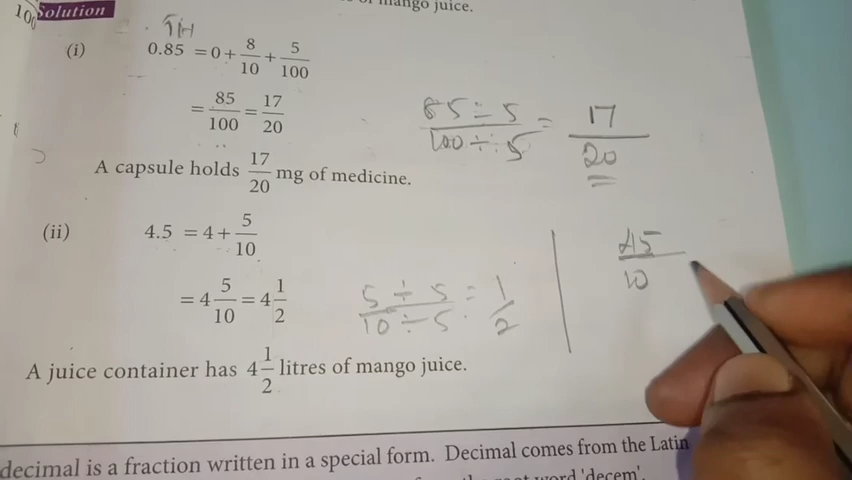 mango juice.
100 Solution
TH
(i) 0.85 = 0 + 8/10 + 5/100
= 85/100 = 17/20
85 ÷ 5 / 100 ÷ 5 = 17/20
A capsule holds 17/20 mg of medicine.
(ii) 4.5 = 4 + 5/10
45/10
= 4 5/10 = 4 1/2
5 ÷ 5 / 10 ÷ 5 = 1/2
A juice container has 4 1/2 litres of mango juice.
decimal is a fraction written in a special form. Decimal comes from the Latin
word 'decem'.